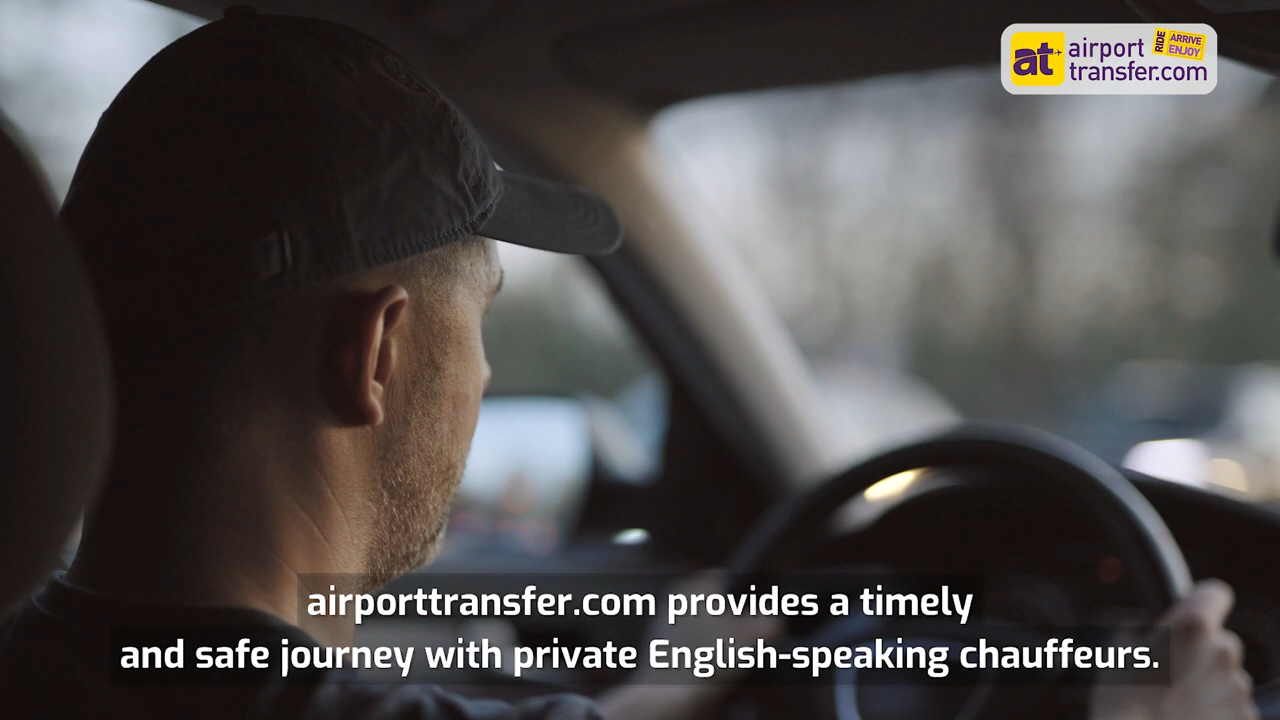 at
airport
transfer.com
RIDE
ARRIVE
ENJOY
airporttransfer.com provides a timely
and safe journey with private English-speaking chauffeurs.